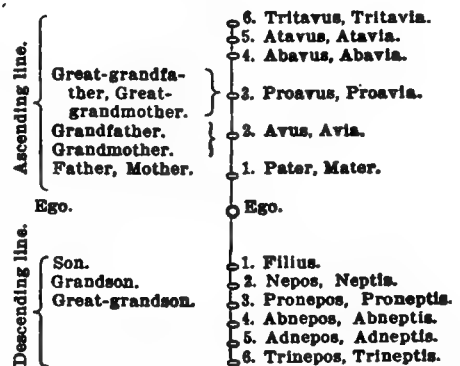 6. Tritavus, Tritavia.
5. Atavus, Atavia.
4. Abavus, Abavia.
Great-grandfa-
ther, Great-
grandmother.
3. Proavus, Proavia.
Grandfather.
Grandmother.
2. Avus, Avia.
Father, Mother.
1. Pater, Mater.
Ascending line.
Ego.
Ego.
Descending line.
Son.
Grandson.
Great-grandson.
1. Filius.
2. Nepos, Neptis.
3. Pronepos, Proneptis.
4. Abnepos, Abneptis.
5. Adnepos, Adneptis.
6. Trinepos, Trineptis.